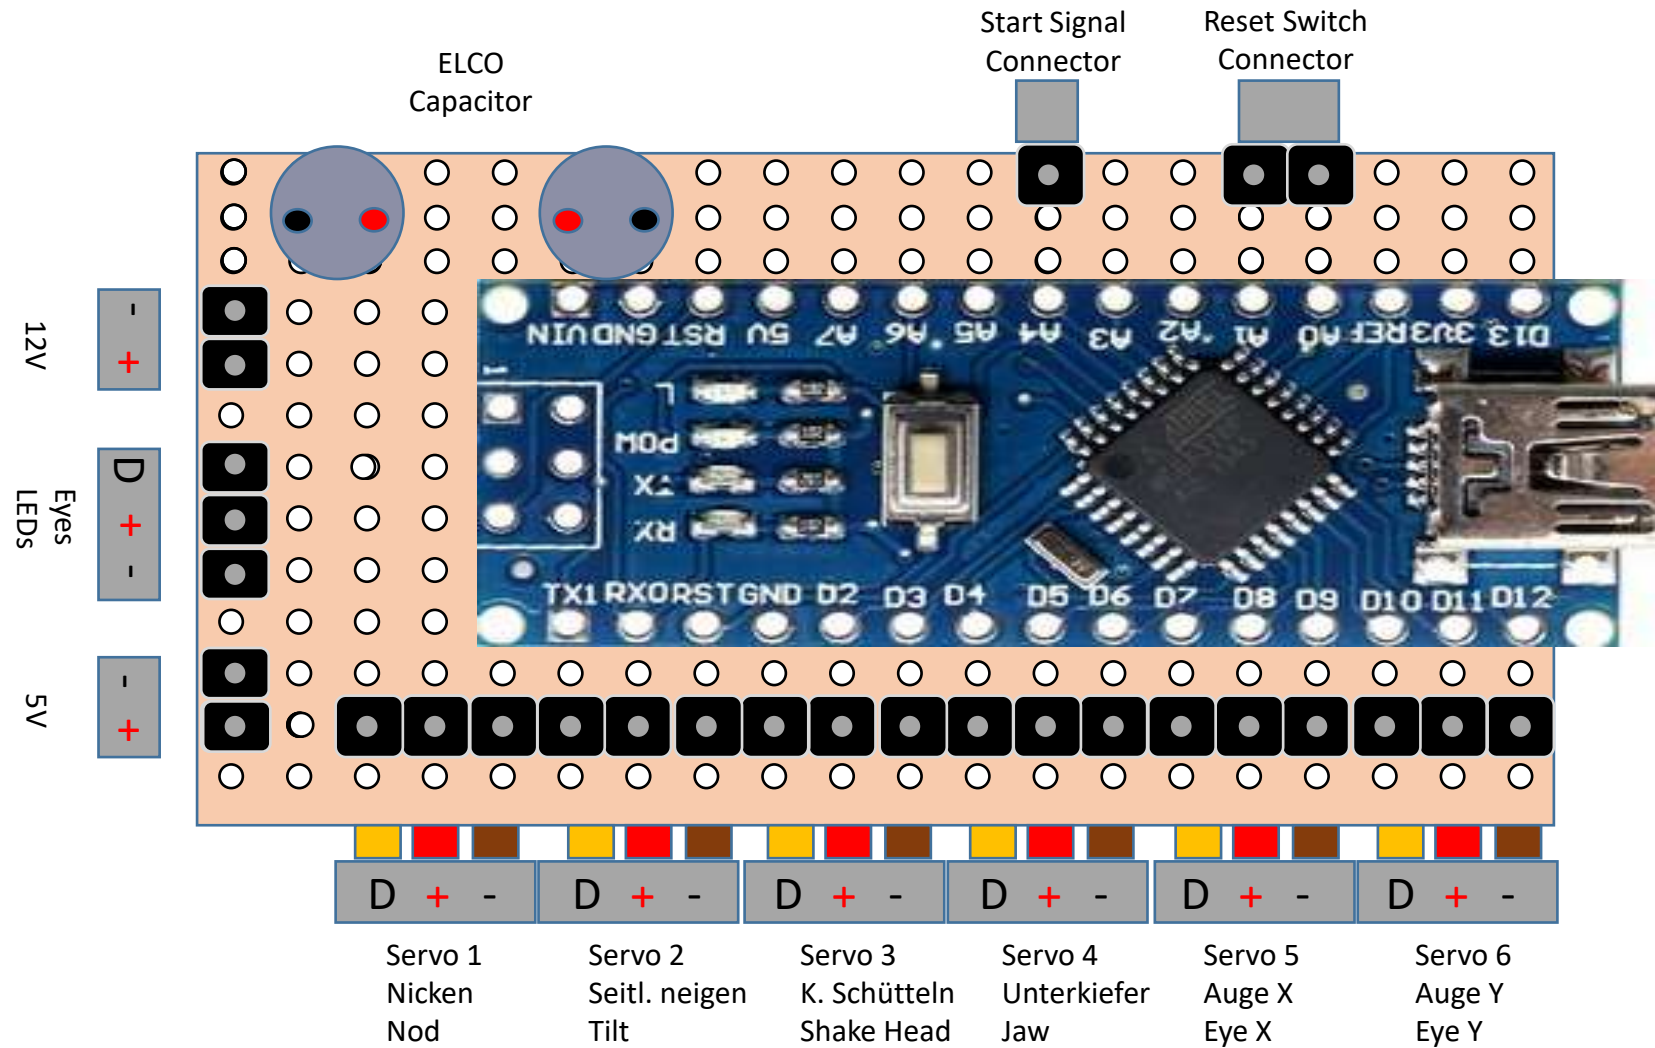 Start Signal
Connector
Reset Switch
Connector
ELCO
Capacitor
12V
- +
Eyes
LEDs
D + -
5V
- +
VIN GND RST 5V A7 A6 A5 A4 A3 A2 A1 A0 REF 3V3 D13
1
L
POW
TX
RX
TX1 RX0 RST GND D2 D3 D4 D5 D6 D7 D8 D9 D10 D11 D12
D + -
D + -
D + -
D + -
D + -
D + -
Servo 1
Nicken
Nod
Servo 2
Seitl. neigen
Tilt
Servo 3
K. Schütteln
Shake Head
Servo 4
Unterkiefer
Jaw
Servo 5
Auge X
Eye X
Servo 6
Auge Y
Eye Y